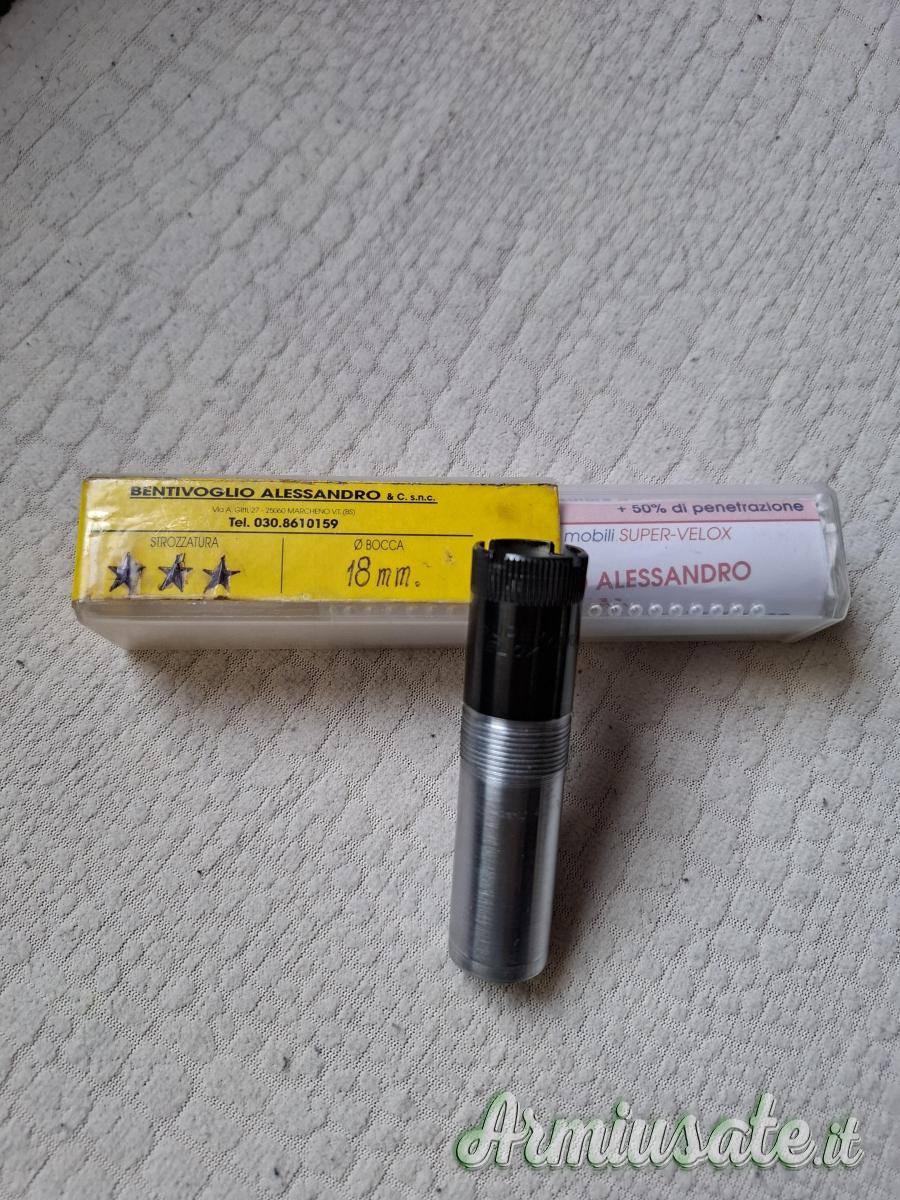 BENTIVOGLIO ALESSANDRO & C. s.n.c.
Via A. Gitti, 27 - 25060 MARCHENO V.T. (BS)
Tel. 030.8610159
STROZZATURA
Ø BOCCA
18 mm.
+ 50% di penetrazione
mobili SUPER-VELOX
ALESSANDRO
Armiusate.it